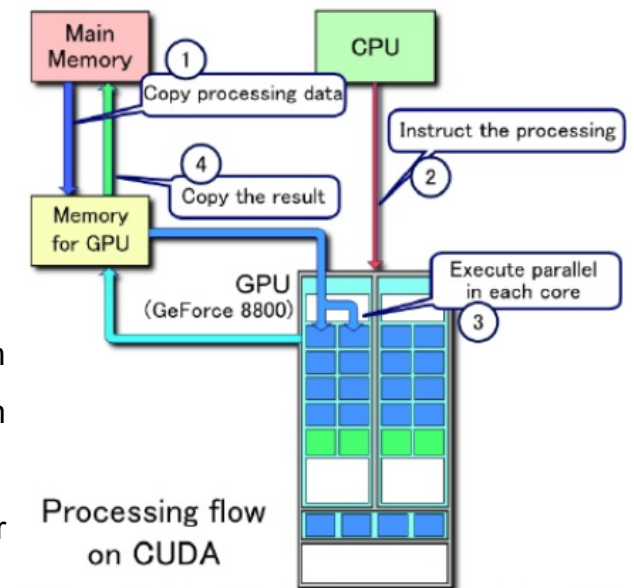 Main
Memory
CPU
1
Copy processing data
Instruct the processing
2
4
Copy the result
Memory
for GPU
GPU
(GeForce 8800)
Execute parallel
in each core
3
Processing flow
on CUDA